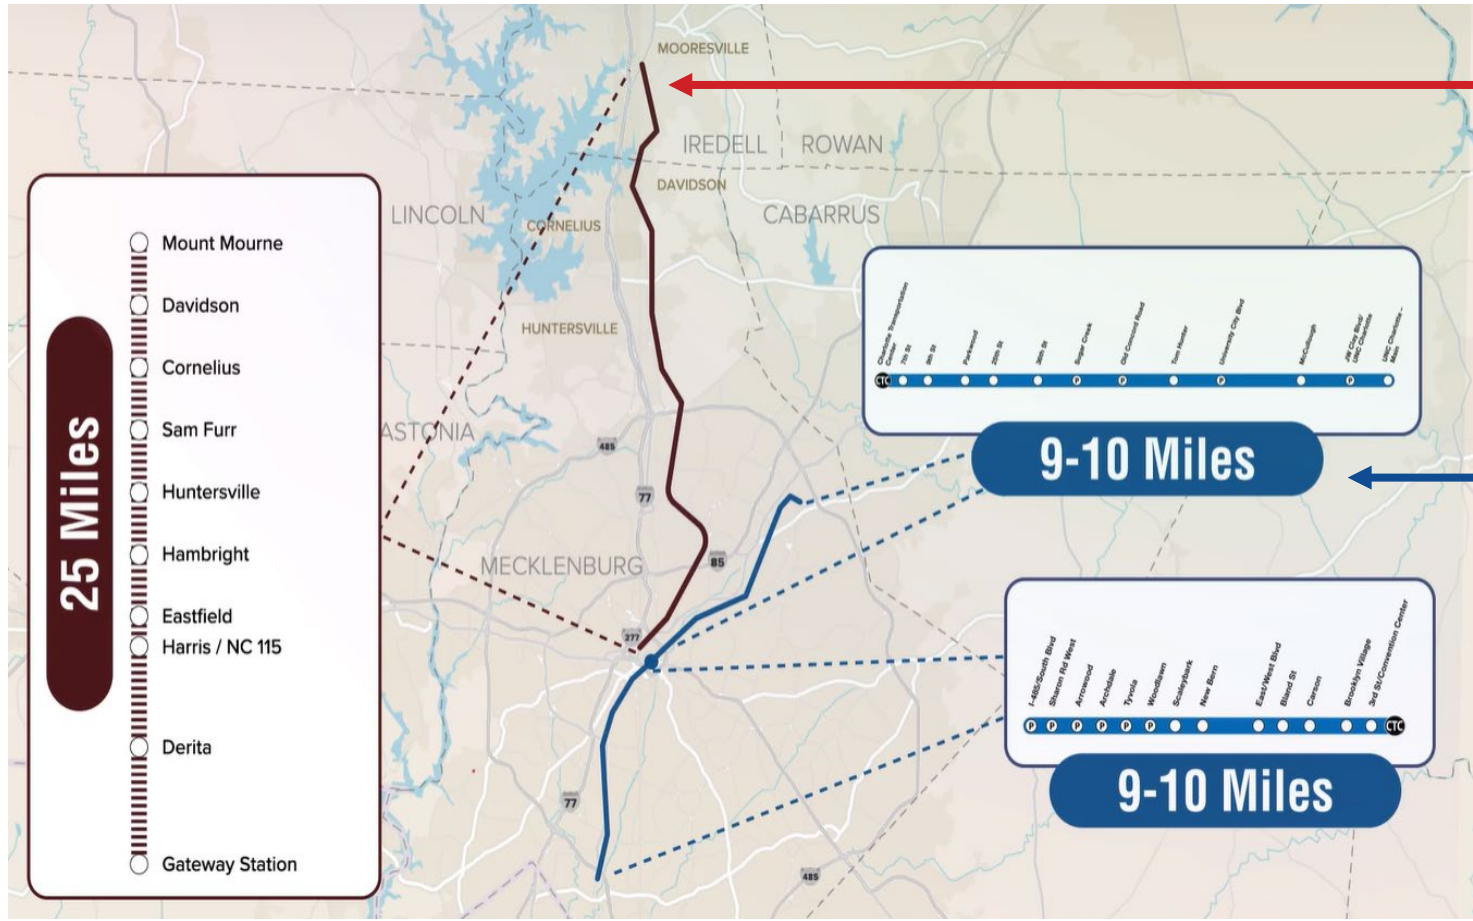 MOORESVILLE
IREDELL
ROWAN
DAVIDSON
LINCOLN
CORNELIUS
CABARRUS
HUNTERSVILLE
ASTONIA
485
77
MECKLENBURG
85
277
77
485
25 Miles
Mount Mourne
Davidson
Cornelius
Sam Furr
Huntersville
Hambright
Eastfield
Harris / NC 115
Derita
Gateway Station
Charlotte Transportation
Center
7th St
9th St
Parkwood
25th St
36th St
Sugar Creek
Old Concord Road
Tom Hunter
University City Blvd
McCullough
JW Clay Blvd/
UNC Charlotte
UNC Charlotte –
Main
CTC
P
P
P
P
9-10 Miles
I-485/South Blvd
Sharon Rd West
Arrowood
Archdale
Tyvola
Woodlawn
Scaleybark
New Bern
East/West Blvd
Bland St
Carson
Brooklyn Village
3rd St/Convention Center
P
P
P
P
P
P
CTC
9-10 Miles